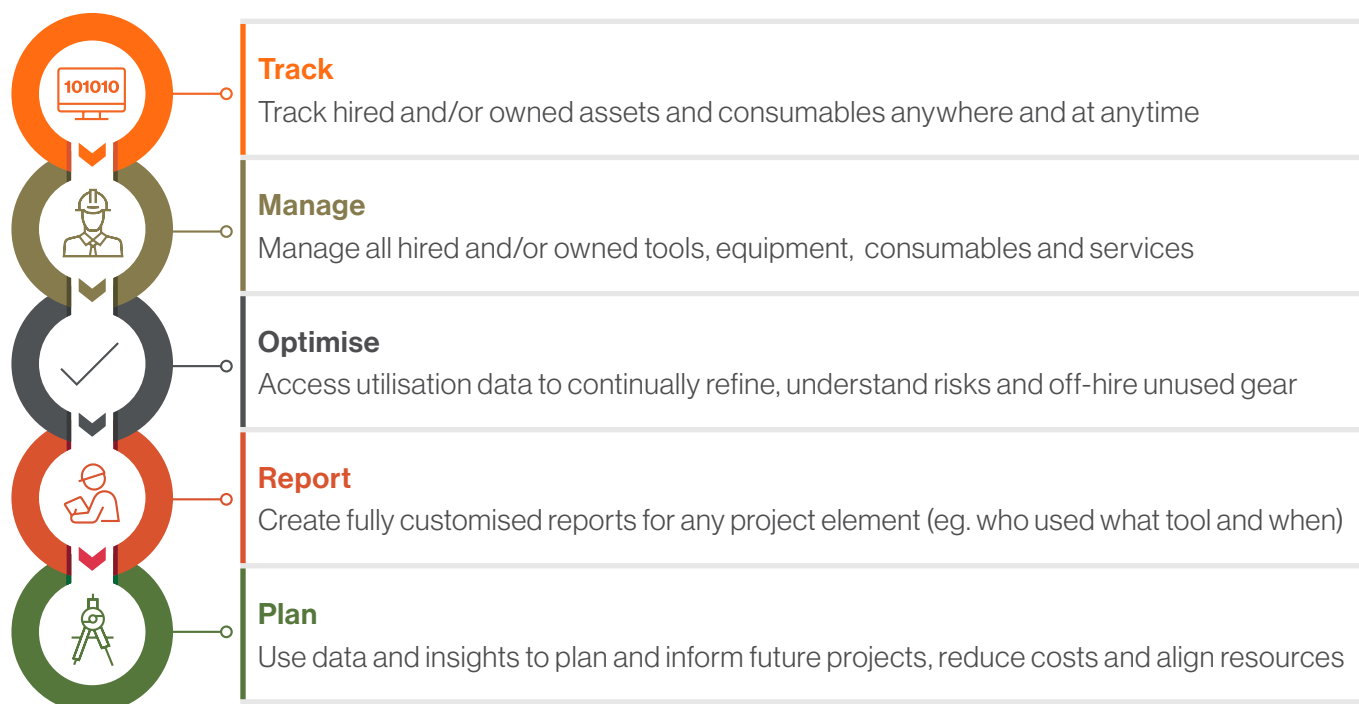 101010
Track
Track hired and/or owned assets and consumables anywhere and at anytime
Manage
Manage all hired and/or owned tools, equipment, consumables and services
Optimise
Access utilisation data to continually refine, understand risks and off-hire unused gear
Report
Create fully customised reports for any project element (eg. who used what tool and when)
Plan
Use data and insights to plan and inform future projects, reduce costs and align resources